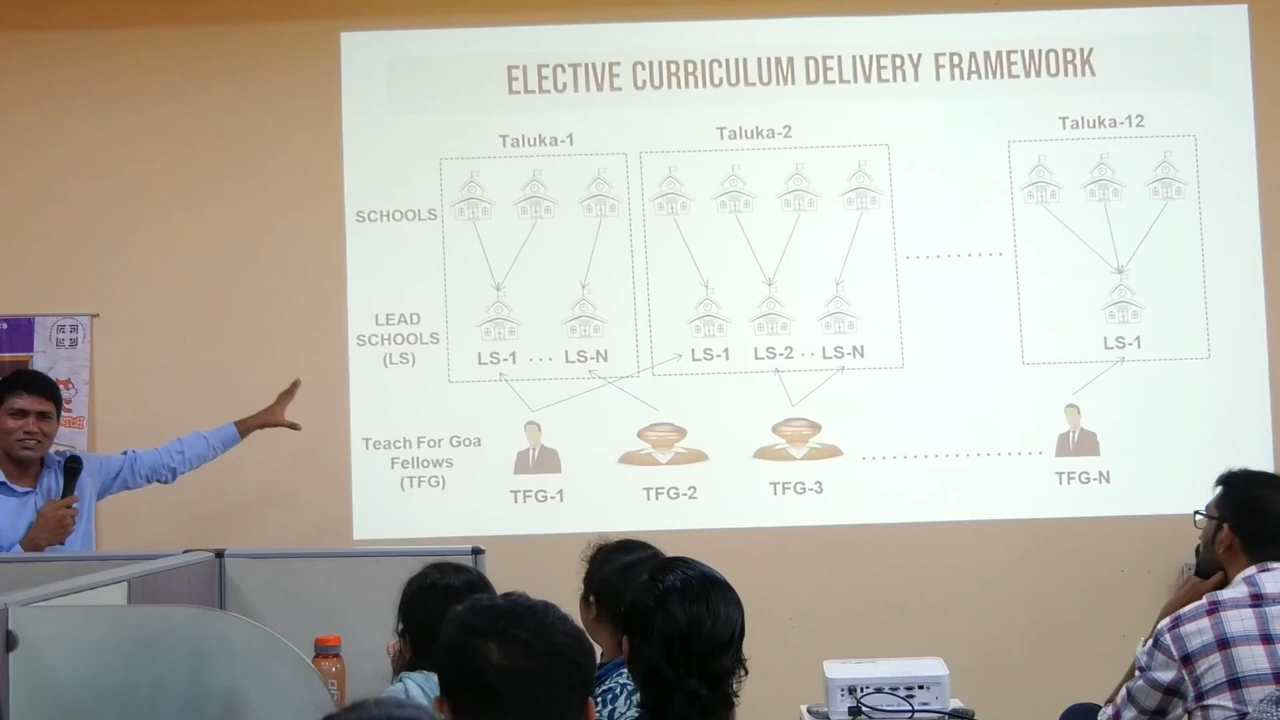 ELECTIVE CURRICULUM DELIVERY FRAMEWORK
Taluka-1
Taluka-2
Taluka-12
SCHOOLS
LEAD
SCHOOLS
(LS)
LS-1 ... LS-N
LS-1 LS-2 .. LS-N
LS-1
Teach For Goa
Fellows
(TFG)
TFG-1
TFG-2
TFG-3
TFG-N